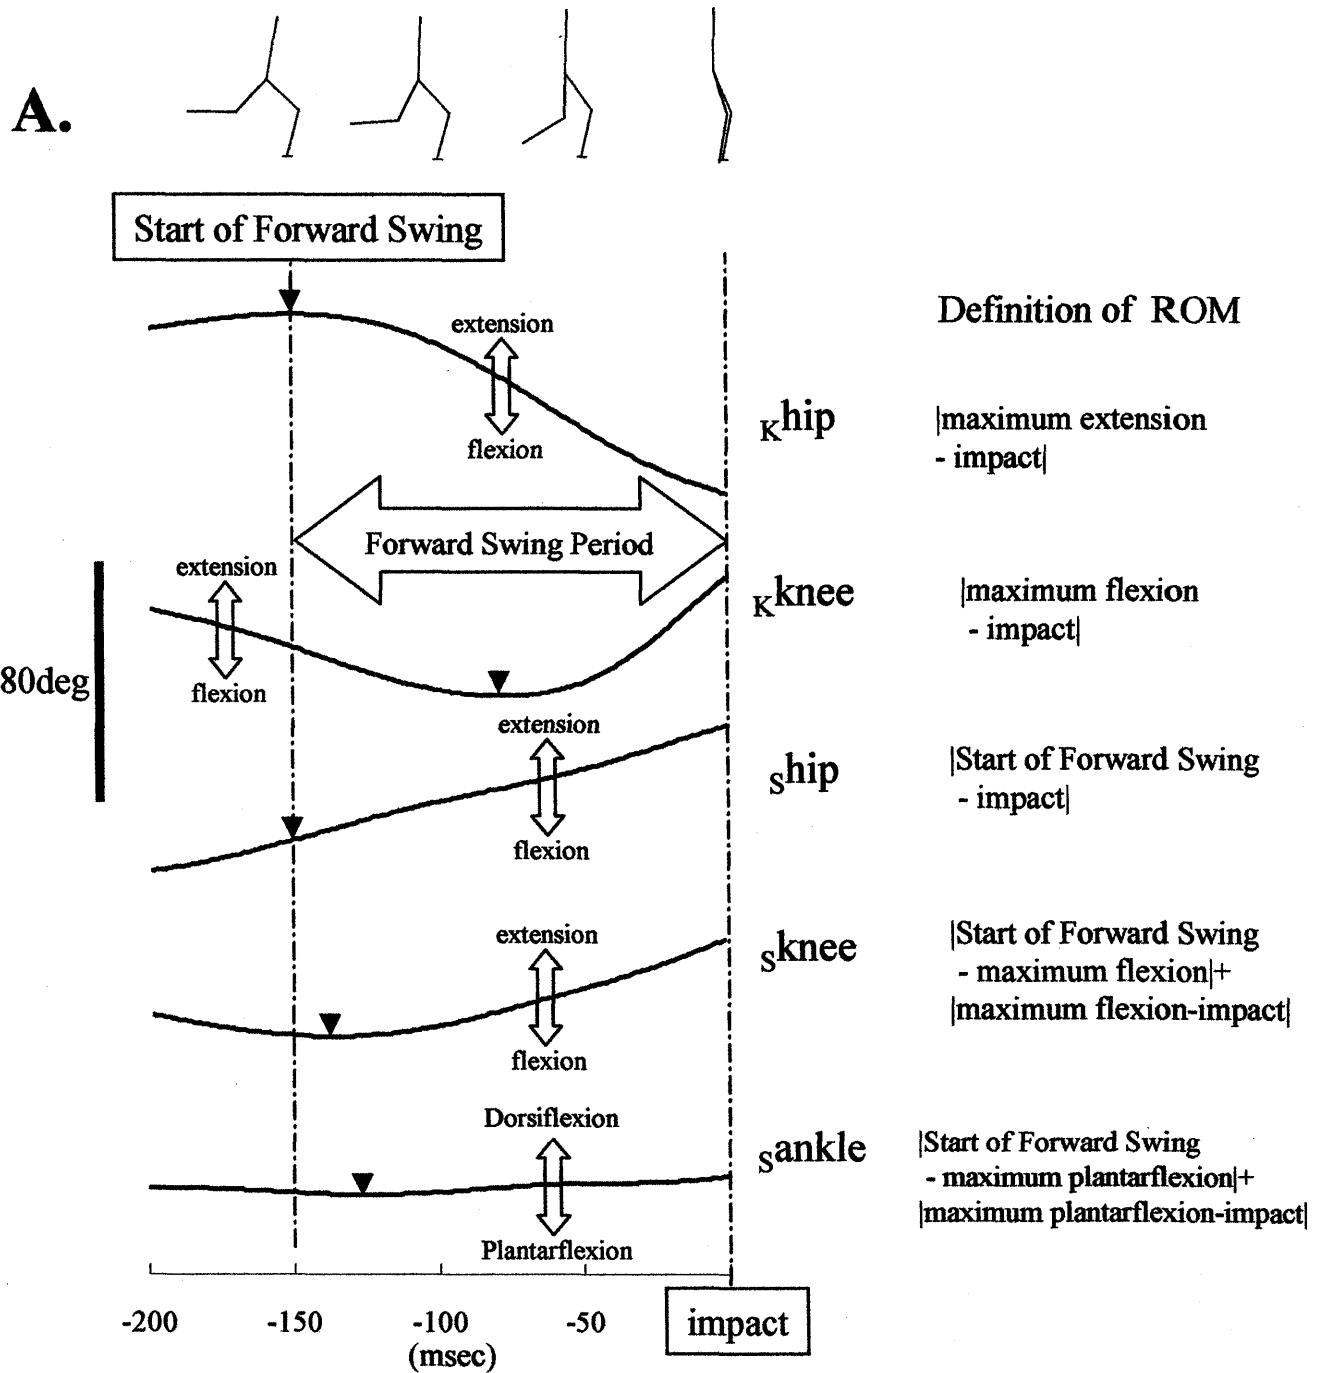 A.
Start of Forward Swing
Definition of ROM
extension
flexion
Khip
|maximum extension
- impact|
Forward Swing Period
extension
flexion
Kknee
|maximum flexion
- impact|
80deg
extension
flexion
Ship
|Start of Forward Swing
- impact|
extension
flexion
Sknee
|Start of Forward Swing
- maximum flexion|+
|maximum flexion-impact|
Dorsiflexion
Plantarflexion
Sankle
|Start of Forward Swing
- maximum plantarflexion|+
|maximum plantarflexion-impact|
-200 -150 -100 -50 impact
(msec)